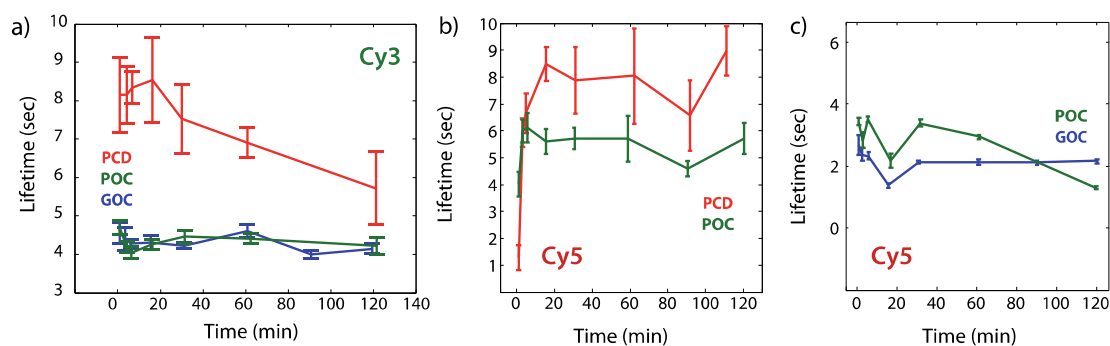 a)
Cy3
10
9
8
7
6
5
4
3
Lifetime (sec)
PCD
POC
GOC
0 20 40 60 80 100 120 140
Time (min)
b)
10
9
8
7
6
5
4
3
2
1
Lifetime (sec)
PCD
POC
Cy5
0 20 40 60 80 100 120
Time (min)
c)
6
4
2
0
Lifetime (sec)
POC
GOC
Cy5
0 20 40 60 80 100 120
Time (min)